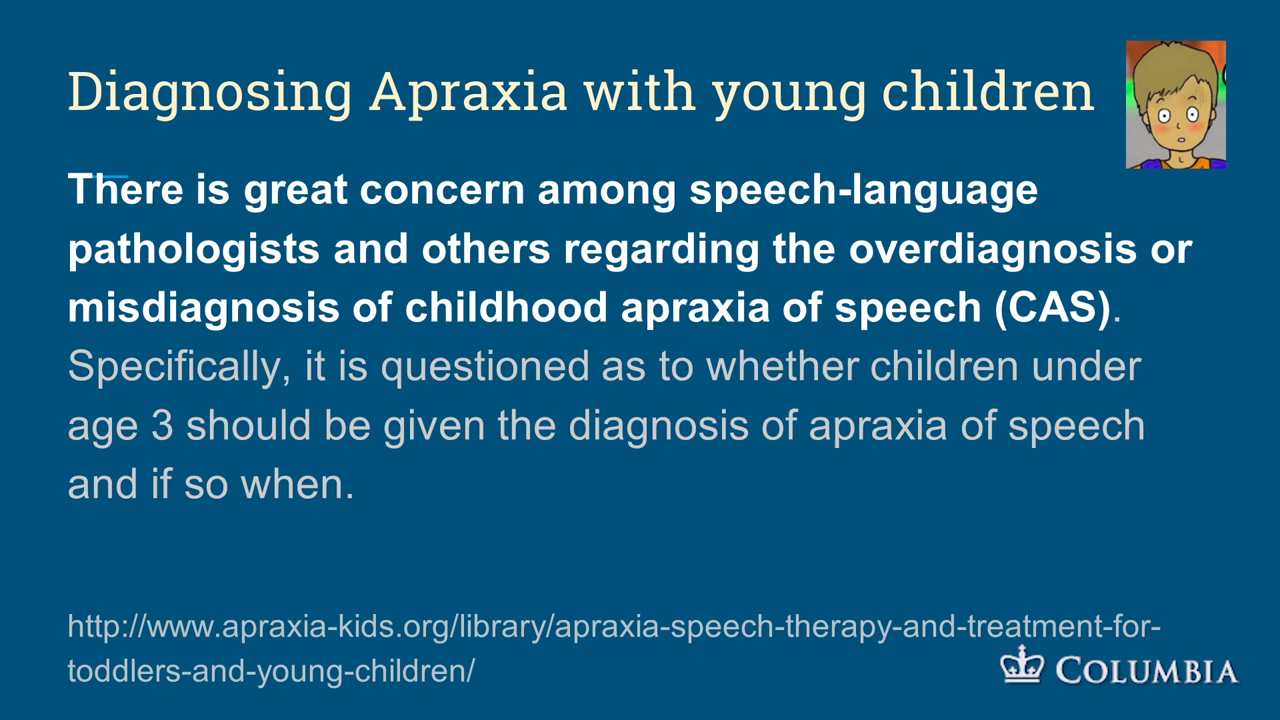 Diagnosing Apraxia with young children
There is great concern among speech-language
pathologists and others regarding the overdiagnosis or
misdiagnosis of childhood apraxia of speech (CAS).
Specifically, it is questioned as to whether children under
age 3 should be given the diagnosis of apraxia of speech
and if so when.
http://www.apraxia-kids.org/library/apraxia-speech-therapy-and-treatment-for-
toddlers-and-young-children/
COLUMBIA